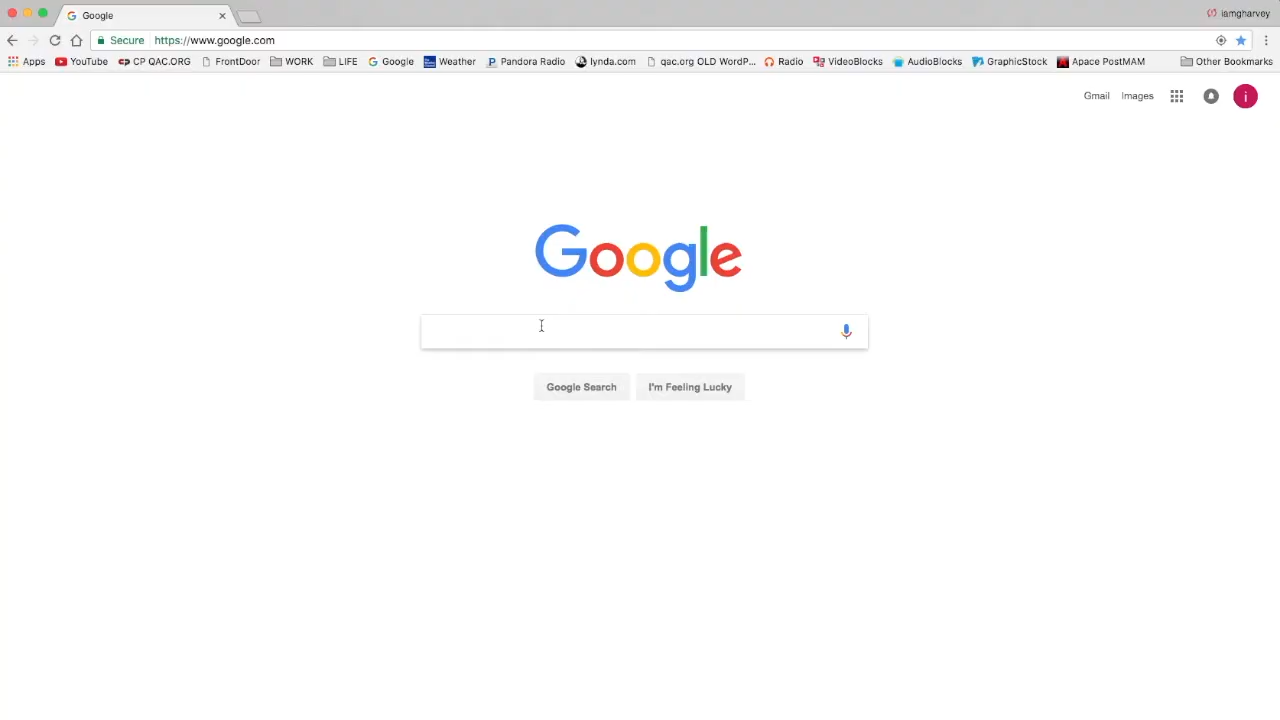 Google
iamgharvey
Secure https://www.google.com
Apps YouTube CP QAC.ORG FrontDoor WORK LIFE Google Weather Pandora Radio lynda.com qac.org OLD WordP... Radio VideoBlocks AudioBlocks GraphicStock Apace PostMAM Other Bookmarks
Gmail Images i
Google
Google Search I'm Feeling Lucky